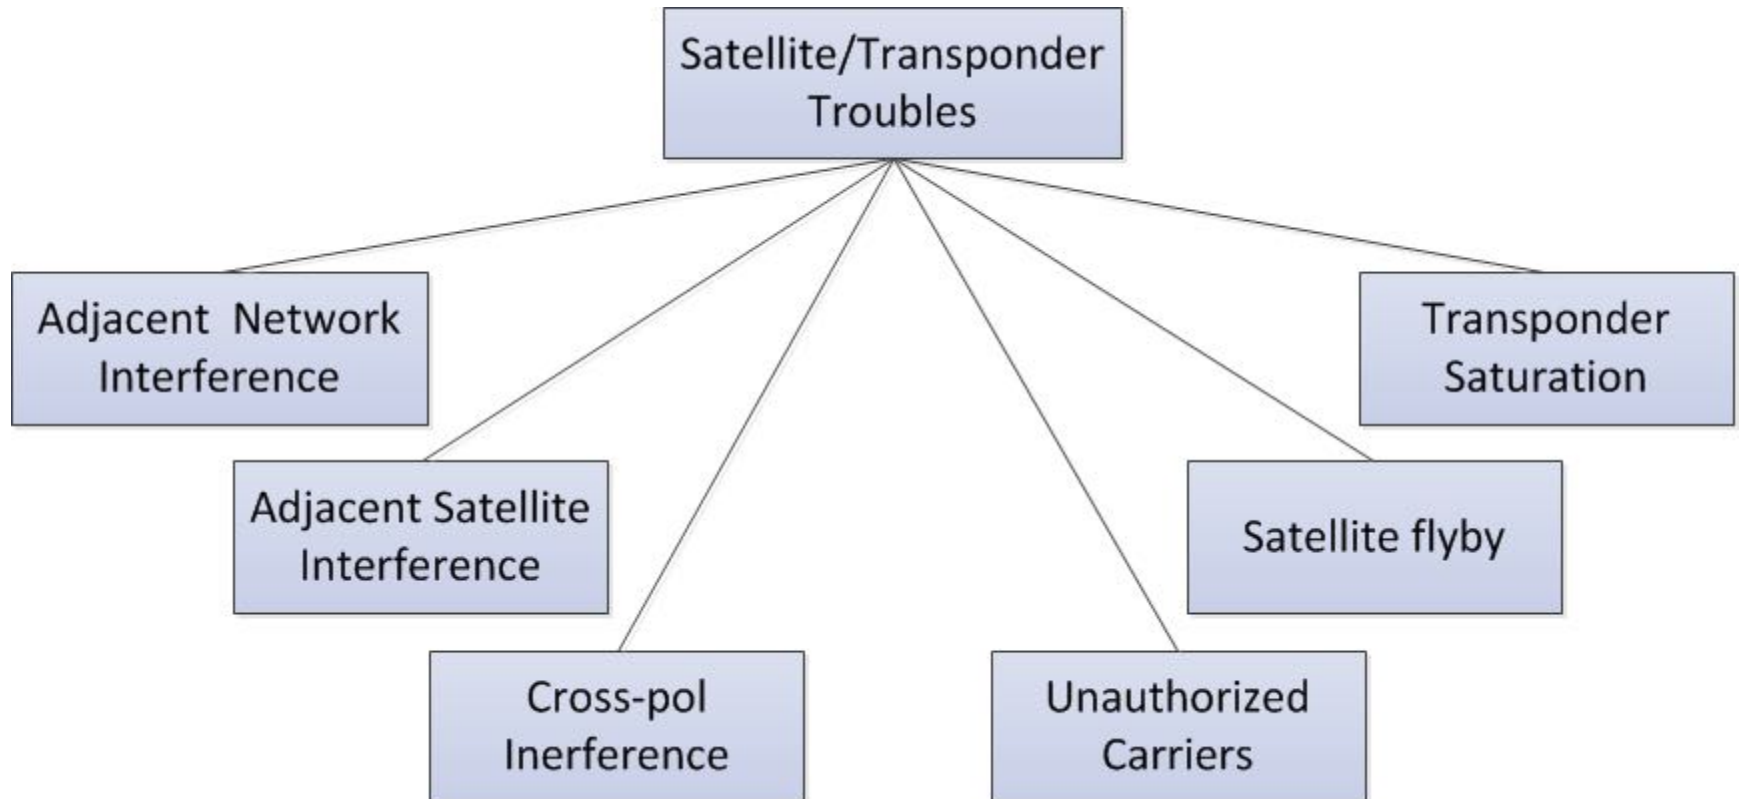 Satellite/Transponder
Troubles
Adjacent  Network
Interference
Transponder
Saturation
Adjacent Satellite
Interference
Satellite flyby
Cross-pol
Inerference
Unauthorized
Carriers